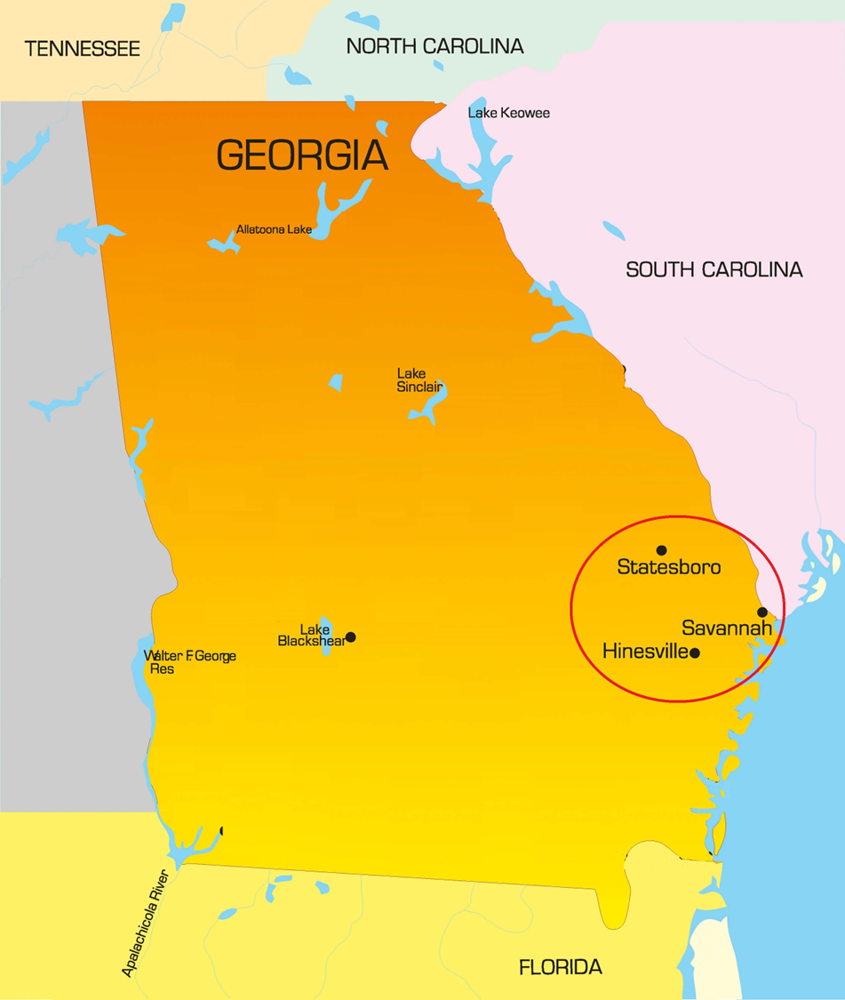 TENNESSEE
NORTH CAROLINA
Lake Keowee
GEORGIA
Allatoona Lake
SOUTH CAROLINA
Lake
Sinclair
Statesboro
Savannah
Hinesville
Lake
Blackshear
Walter F George
Res
Apalachicola River
FLORIDA